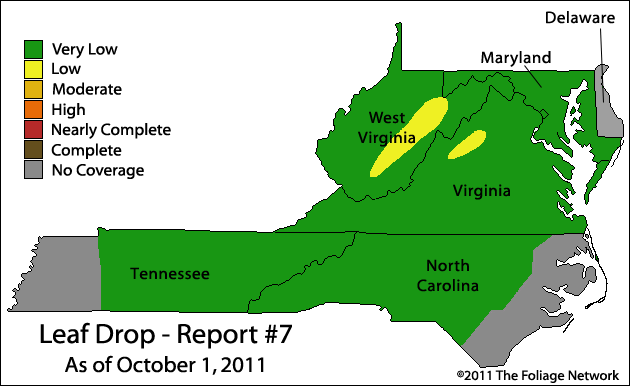 Delaware
Maryland
Very Low
Low
Moderate
High
Nearly Complete
Complete
No Coverage
West
Virginia
Virginia
Tennessee
North
Carolina
Leaf Drop - Report #7
As of October 1, 2011
©2011 The Foliage Network